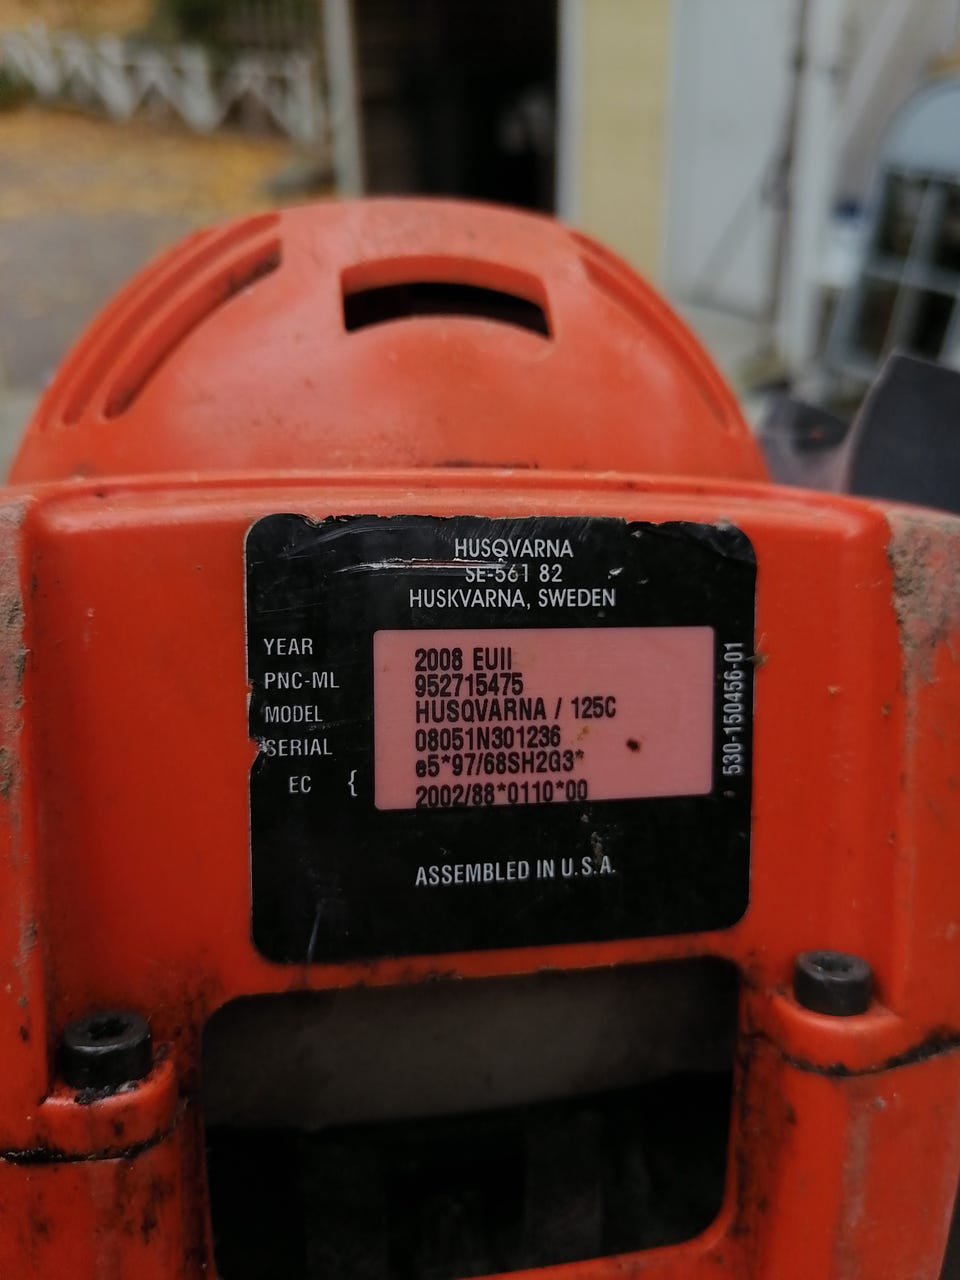 HUSQVARNA
SE-561 82
HUSKVARNA, SWEDEN
YEAR 2008 EUII
PNC-ML 952715475
MODEL HUSQVARNA / 125C
SERIAL 08051N301236
EC { e5*97/68SH2G3*
2002/88*0110*00
530-150456-01
ASSEMBLED IN U.S.A.